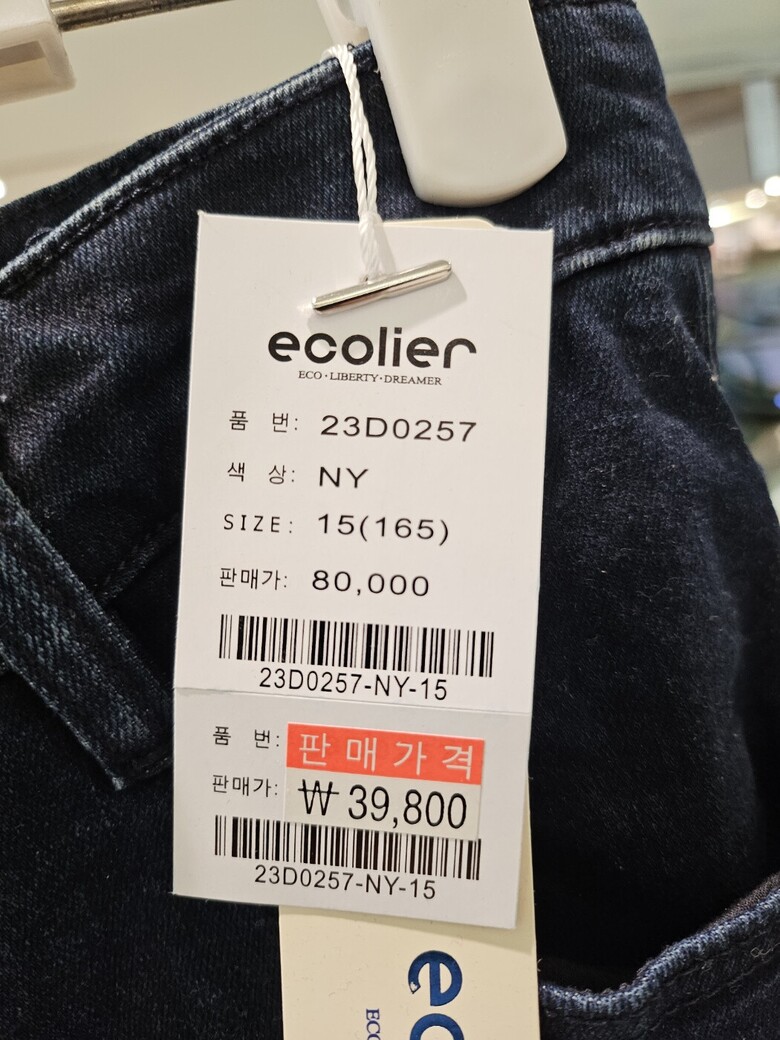 ecolier
ECO·LIBERTY·DREAMER
품 번: 23D0257
색 상: NY
SIZE: 15(165)
판매가: 80,000
23D0257-NY-15
품 번: 판매가격
판매가: ₩ 39,800
23D0257-NY-15